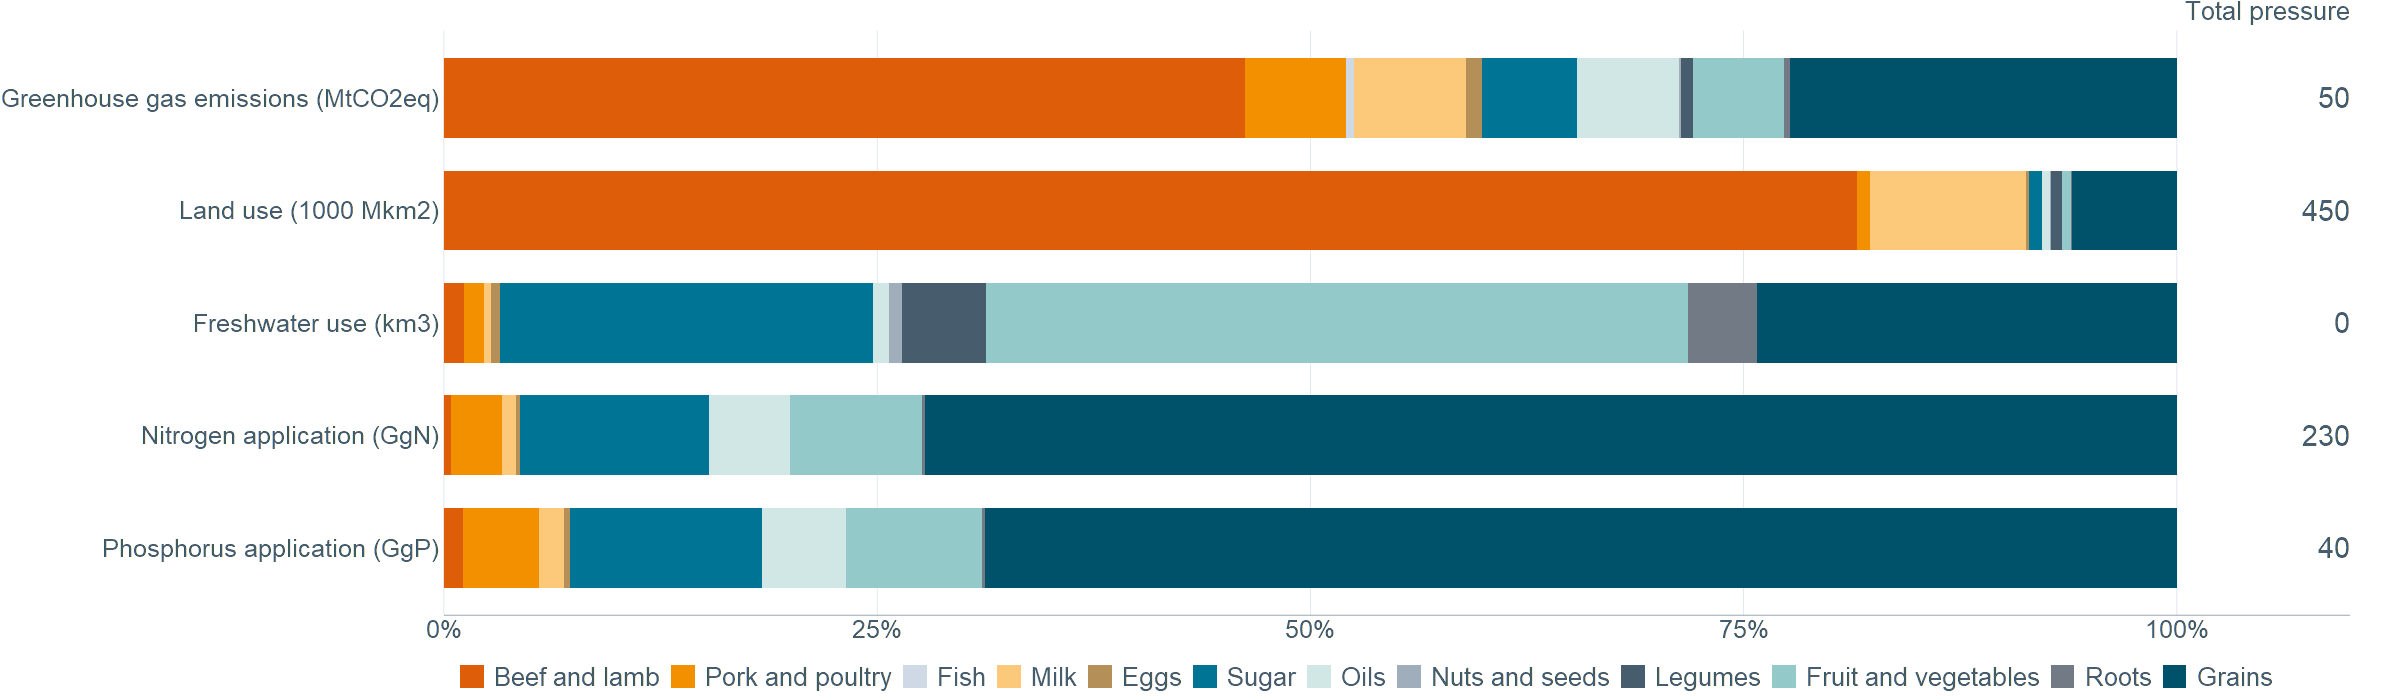 Total pressure
Greenhouse gas emissions (MtCO2eq) 50
Land use (1000 Mkm2) 450
Freshwater use (km3) 0
Nitrogen application (GgN) 230
Phosphorus application (GgP) 40
0% 25% 50% 75% 100%
Beef and lamb Pork and poultry Fish Milk Eggs Sugar Oils Nuts and seeds Legumes Fruit and vegetables Roots Grains